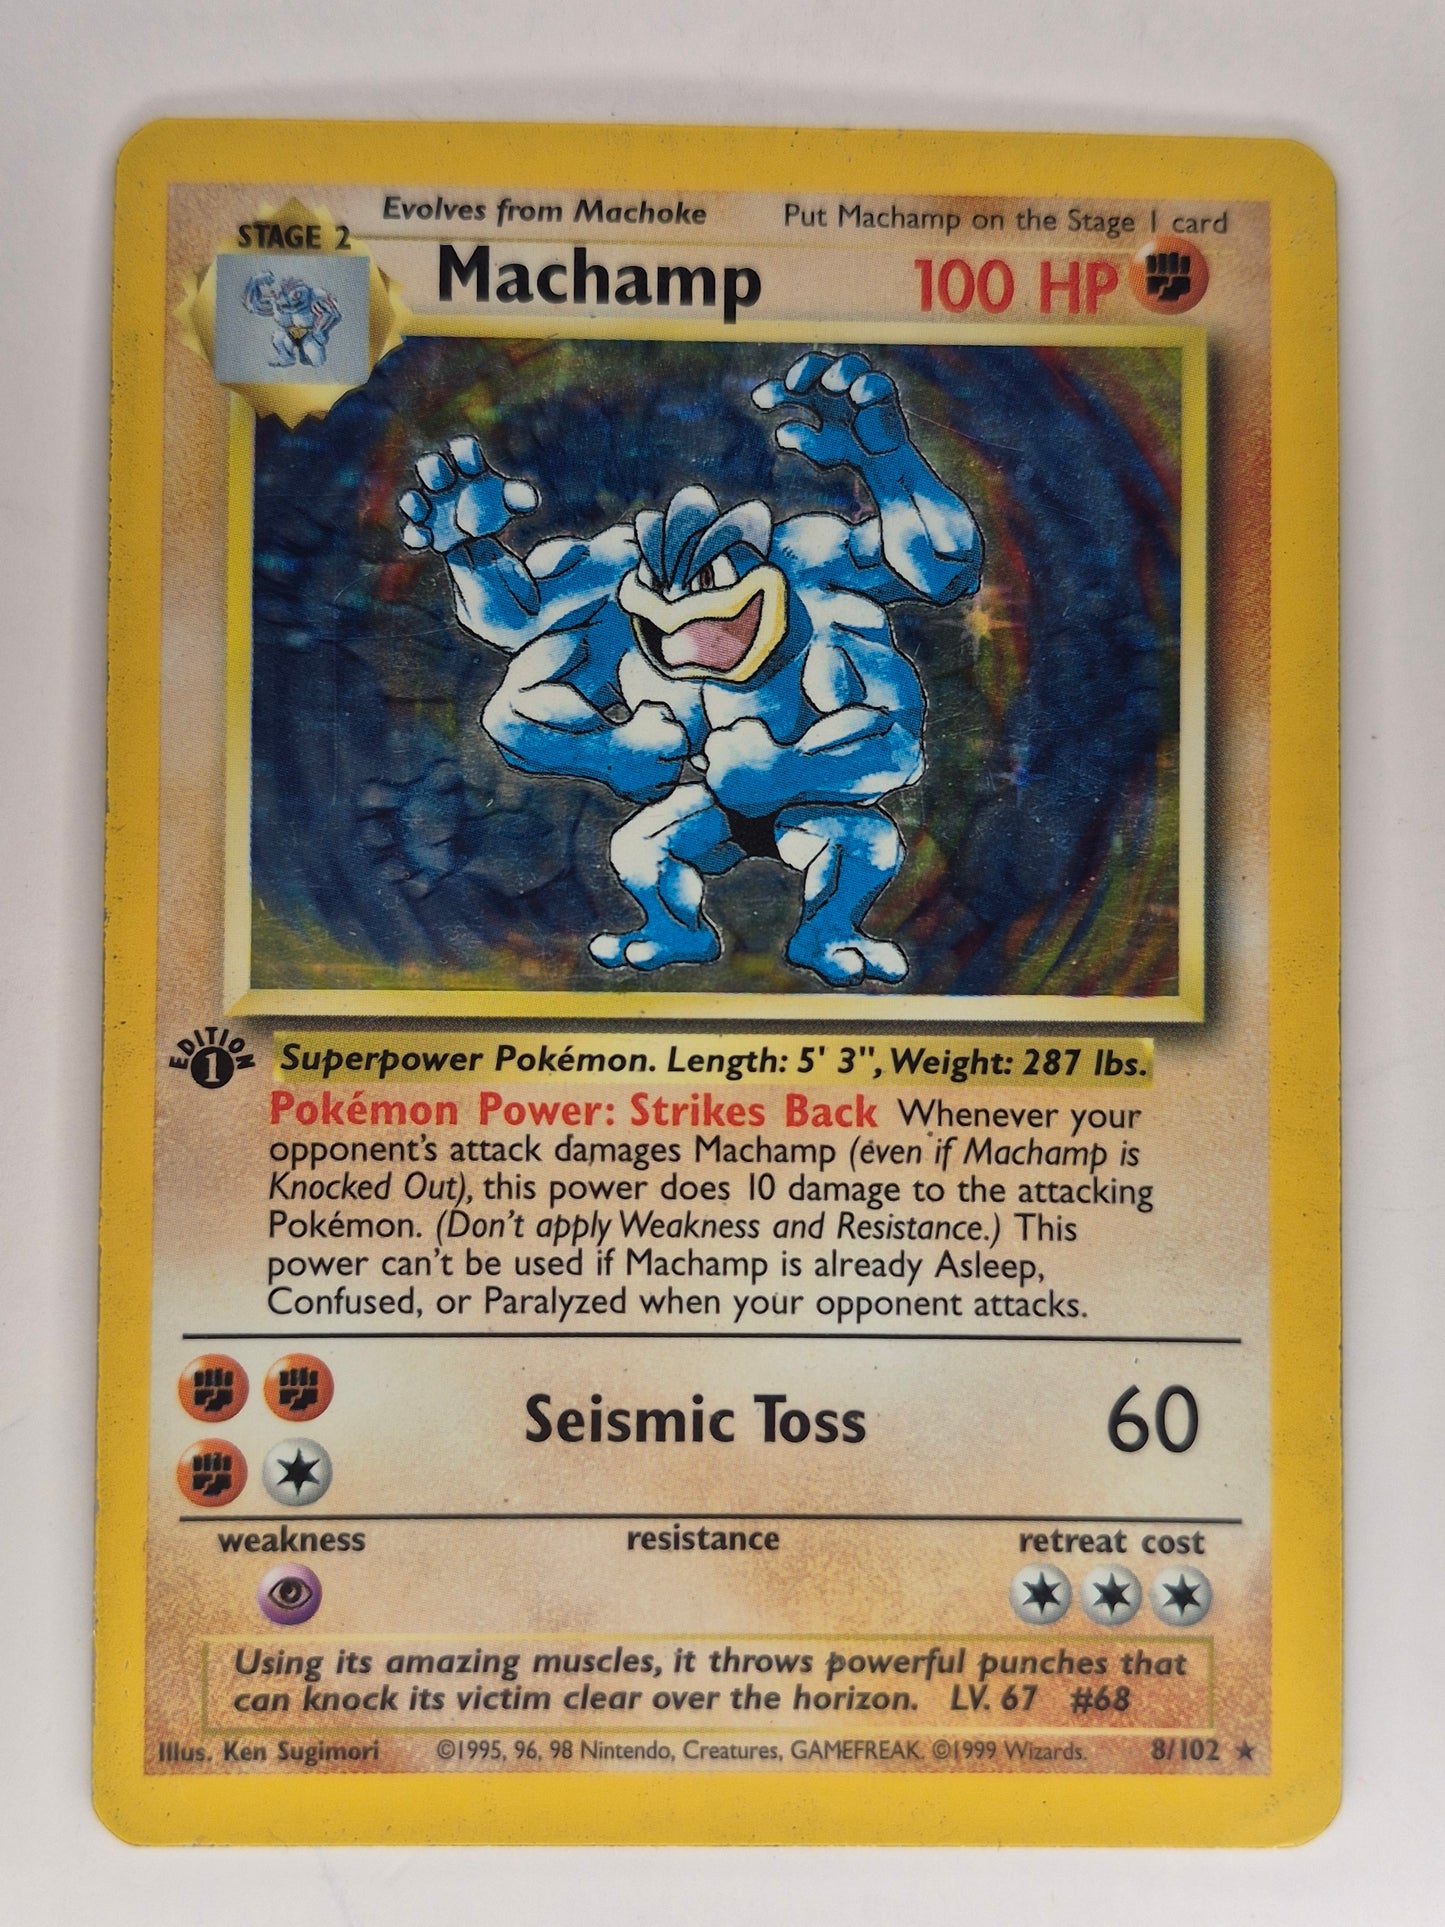 Evolves from Machoke Put Machamp on the Stage 1 card
STAGE 2
Machamp 100 HP
EDITION 1
Superpower Pokémon. Length: 5' 3", Weight: 287 lbs.
Pokémon Power: Strikes Back Whenever your
opponent's attack damages Machamp (even if Machamp is
Knocked Out), this power does 10 damage to the attacking
Pokémon. (Don't apply Weakness and Resistance.) This
power can't be used if Machamp is already Asleep,
Confused, or Paralyzed when your opponent attacks.
Seismic Toss 60
weakness resistance retreat cost
Using its amazing muscles, it throws powerful punches that
can knock its victim clear over the horizon. LV. 67 #68
Illus. Ken Sugimori ©1995, 96, 98 Nintendo, Creatures, GAMEFREAK. ©1999 Wizards. 8/102 ★